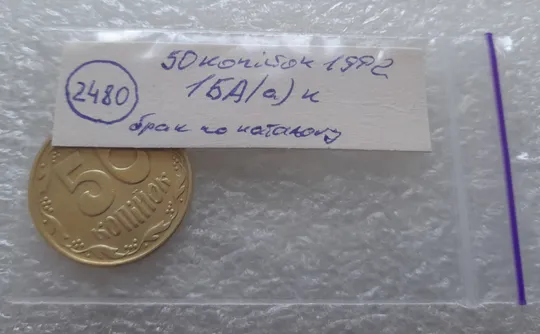 50 копійок 1992
2480
1БА(а)к
брак по каталогу
50
копійок